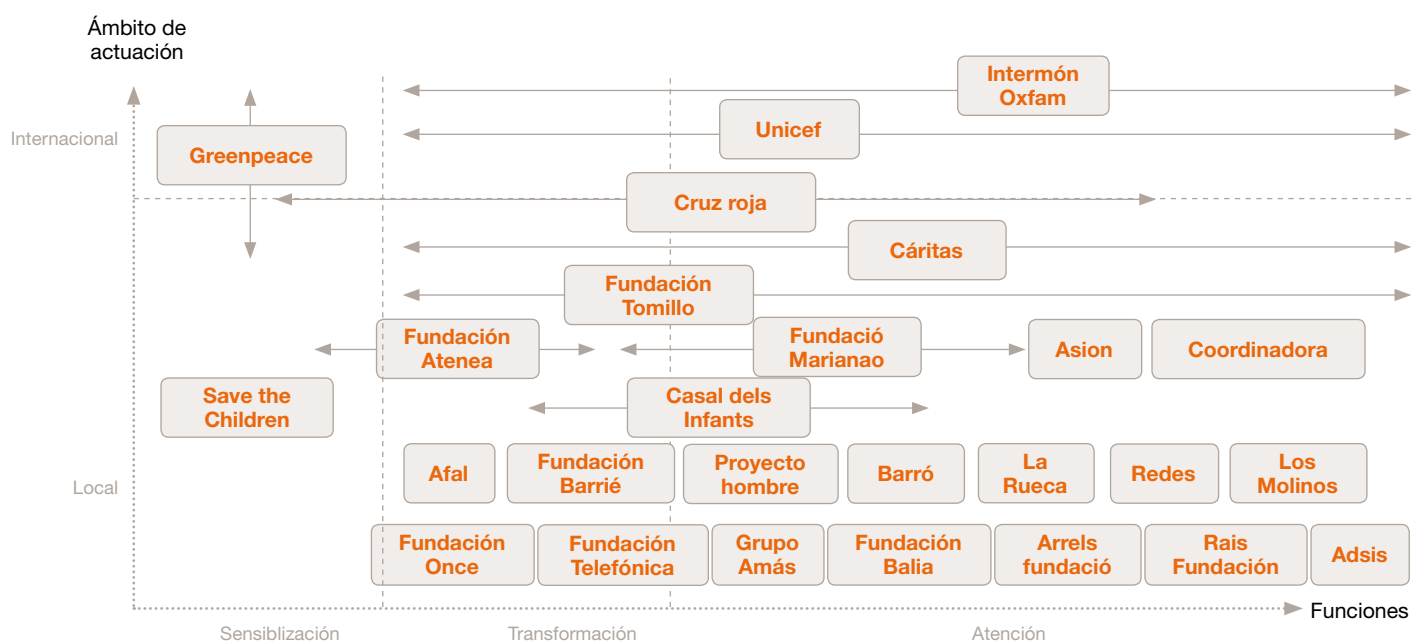 Ámbito de
actuación
Intermón
Oxfam
Unicef
Internacional
Greenpeace
Cruz roja
Cáritas
Fundación
Tomillo
Fundación
Atenea
Fundació
Marianao
Asion
Coordinadora
Save the
Children
Casal dels
Infants
Afal
Fundación
Barrié
Proyecto
hombre
Barró
La
Rueca
Redes
Los
Molinos
Local
Fundación
Once
Fundación
Telefónica
Grupo
Amás
Fundación
Balia
Arrels
fundació
Rais
Fundación
Adsis
Funciones
Sensiblización
Transformación
Atención